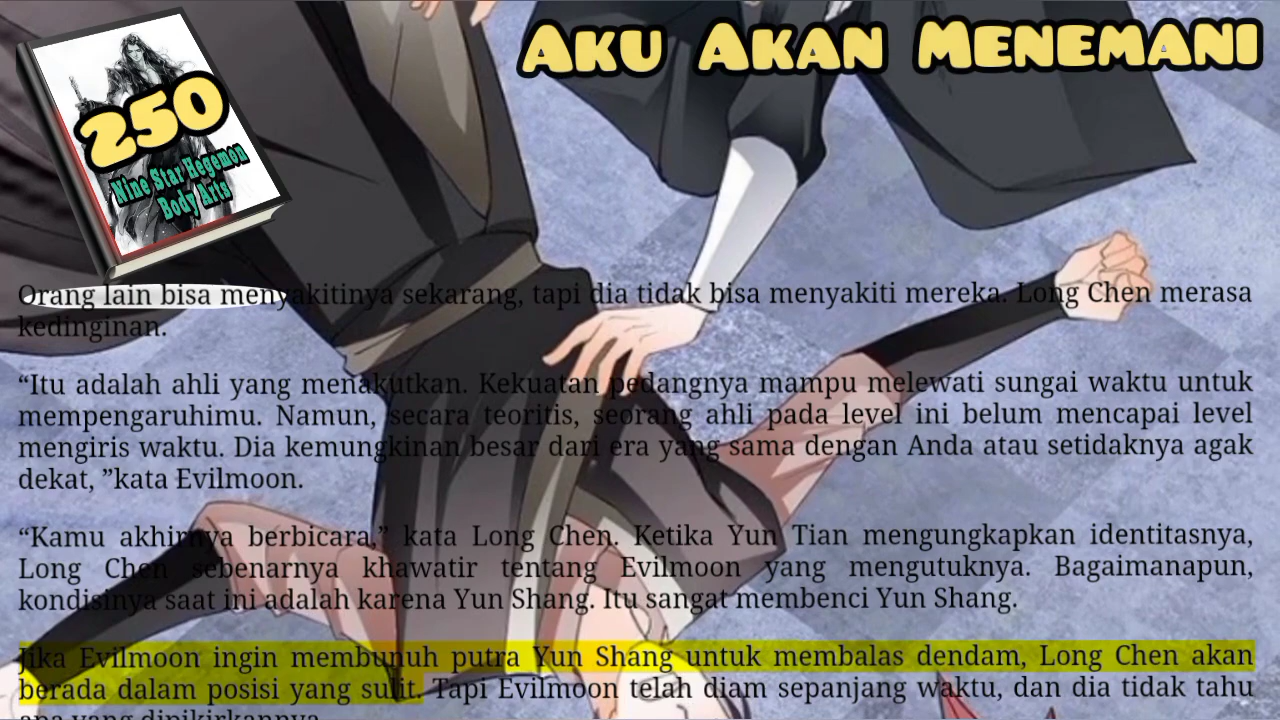 AKU AKAN MENEMANI
250
Nine Star Hegemon
Body Arts
Orang lain bisa menyakitinya sekarang, tapi dia tidak bisa menyakiti mereka. Long Chen merasa
kedinginan.
“Itu adalah ahli yang menakutkan. Kekuatan pedangnya mampu melewati sungai waktu untuk
mempengaruhimu. Namun, secara teoritis, seorang ahli pada level ini belum mencapai level
mengiris waktu. Dia kemungkinan besar dari era yang sama dengan Anda atau setidaknya agak
dekat, ”kata Evilmoon.
“Kamu akhirnya berbicara,” kata Long Chen. Ketika Yun Tian mengungkapkan identitasnya,
Long Chen sebenarnya khawatir tentang Evilmoon yang mengutuknya. Bagaimanapun,
kondisinya saat ini adalah karena Yun Shang. Itu sangat membenci Yun Shang.
Jika Evilmoon ingin membunuh putra Yun Shang untuk membalas dendam, Long Chen akan
berada dalam posisi yang sulit. Tapi Evilmoon telah diam sepanjang waktu, dan dia tidak tahu
apa yang dipikirkannya.